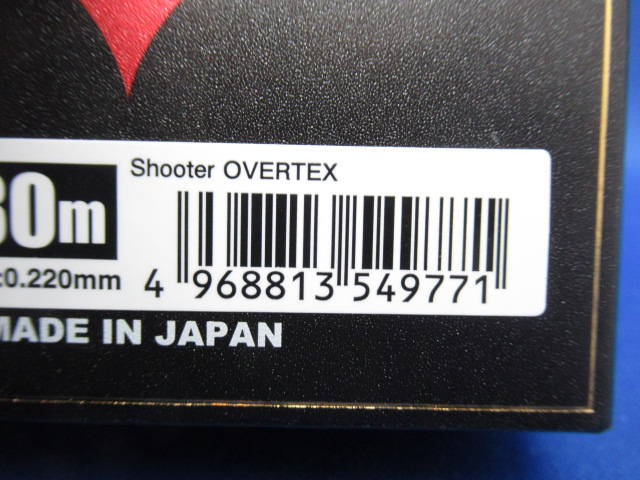 Shooter OVERTEX
0m
:0.220mm
4 968813 549771
MADE IN JAPAN